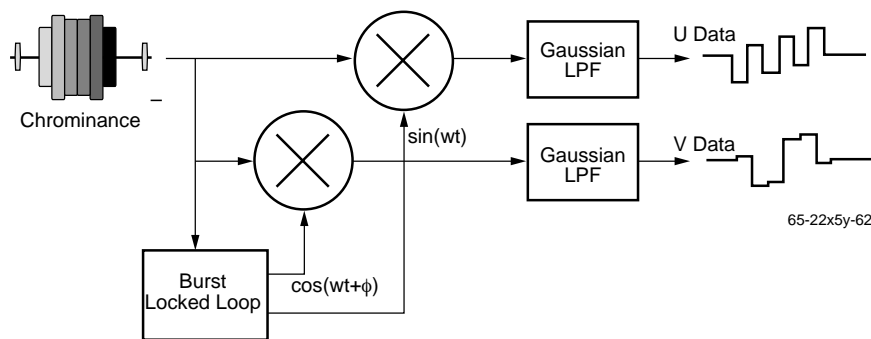 Chrominance
U Data
Gaussian
LPF
sin(wt)
V Data
Gaussian
LPF
65-22x5y-62
Burst
Locked Loop
cos(wt+ϕ)